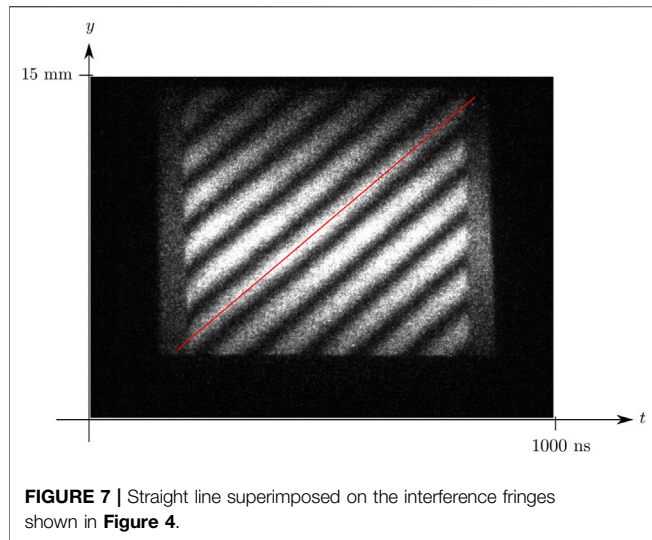 y
15 mm
t
1000 ns
FIGURE 7 | Straight line superimposed on the interference fringes
shown in Figure 4.